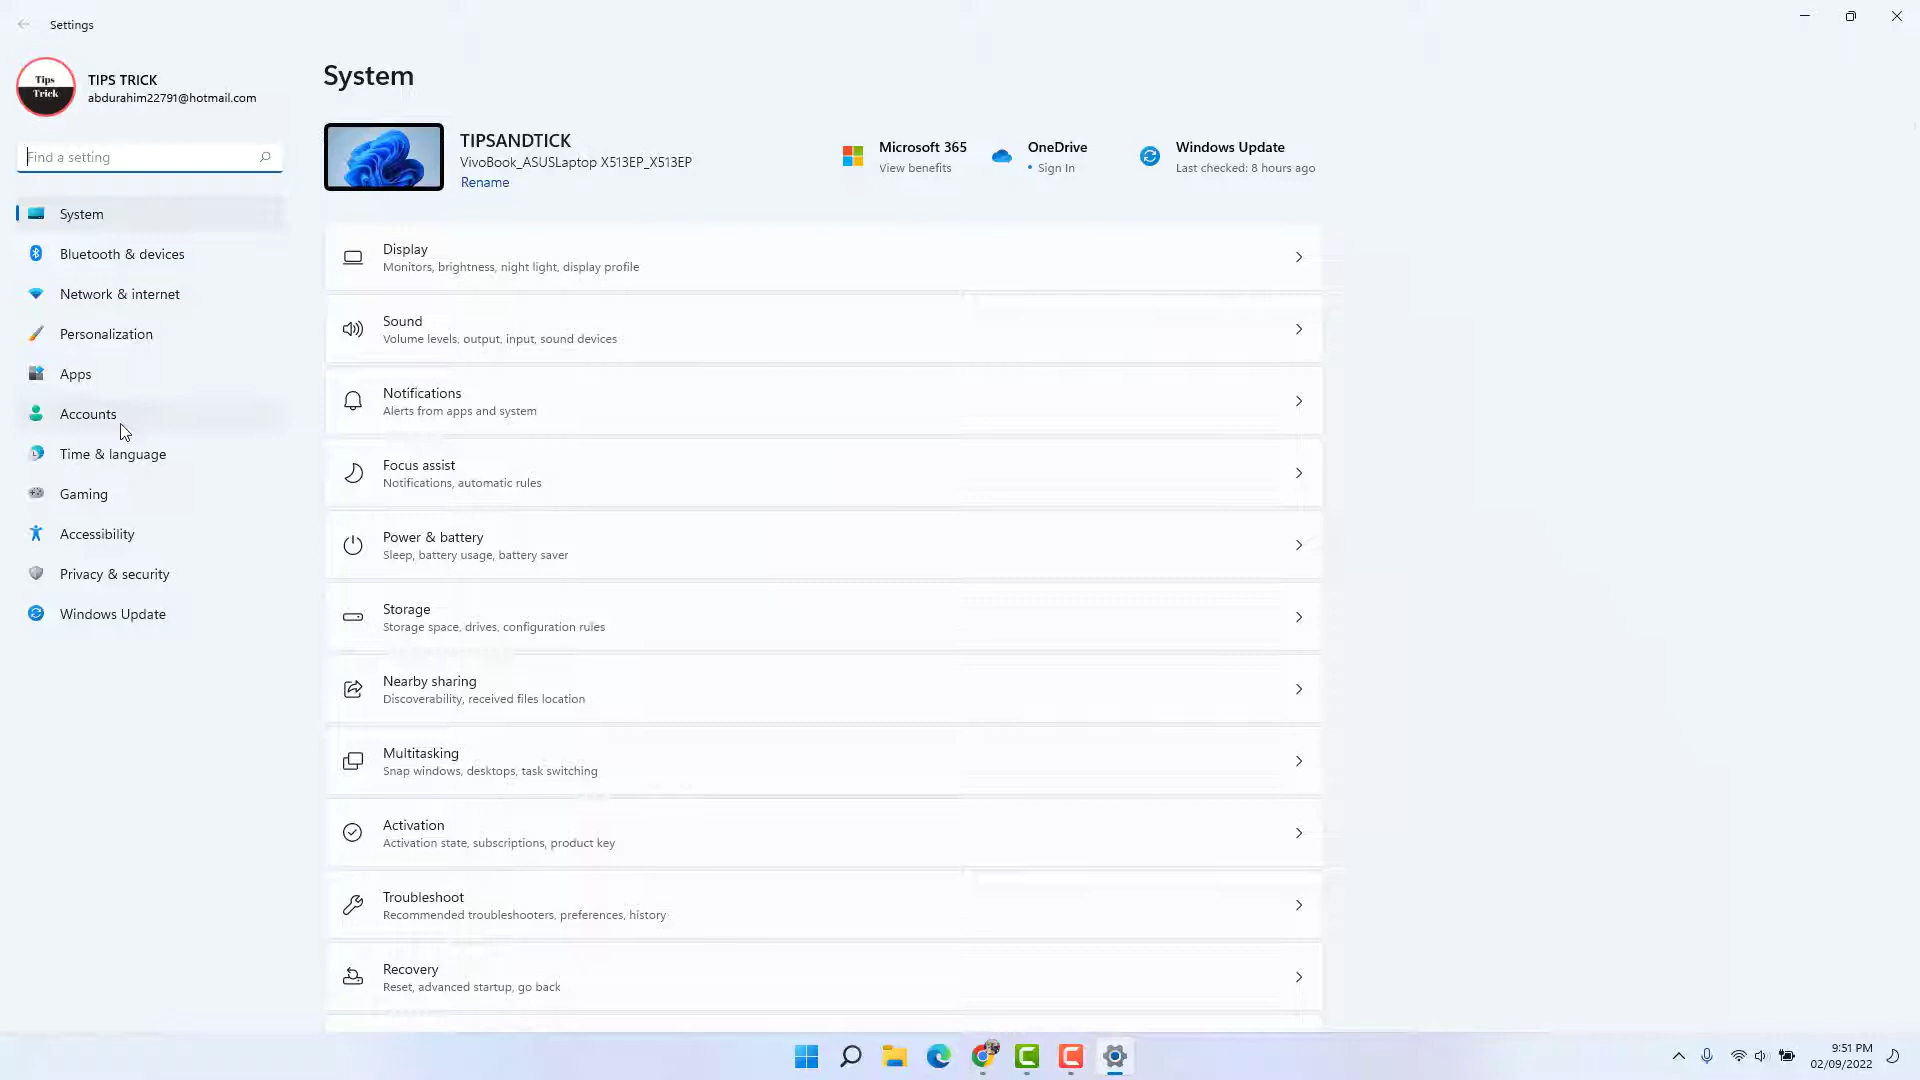 Settings
Tips
Trick
TIPS TRICK
abdurahim22791@hotmail.com
Find a setting
System
Bluetooth & devices
Network & internet
Personalization
Apps
Accounts
Time & language
Gaming
Accessibility
Privacy & security
Windows Update
System
TIPSANDTICK
VivoBook_ASUSLaptop X513EP_X513EP
Rename
Microsoft 365
View benefits
OneDrive
• Sign In
Windows Update
Last checked: 8 hours ago
Display
Monitors, brightness, night light, display profile
Sound
Volume levels, output, input, sound devices
Notifications
Alerts from apps and system
Focus assist
Notifications, automatic rules
Power & battery
Sleep, battery usage, battery saver
Storage
Storage space, drives, configuration rules
Nearby sharing
Discoverability, received files location
Multitasking
Snap windows, desktops, task switching
Activation
Activation state, subscriptions, product key
Troubleshoot
Recommended troubleshooters, preferences, history
Recovery
Reset, advanced startup, go back
9:51 PM
02/09/2022